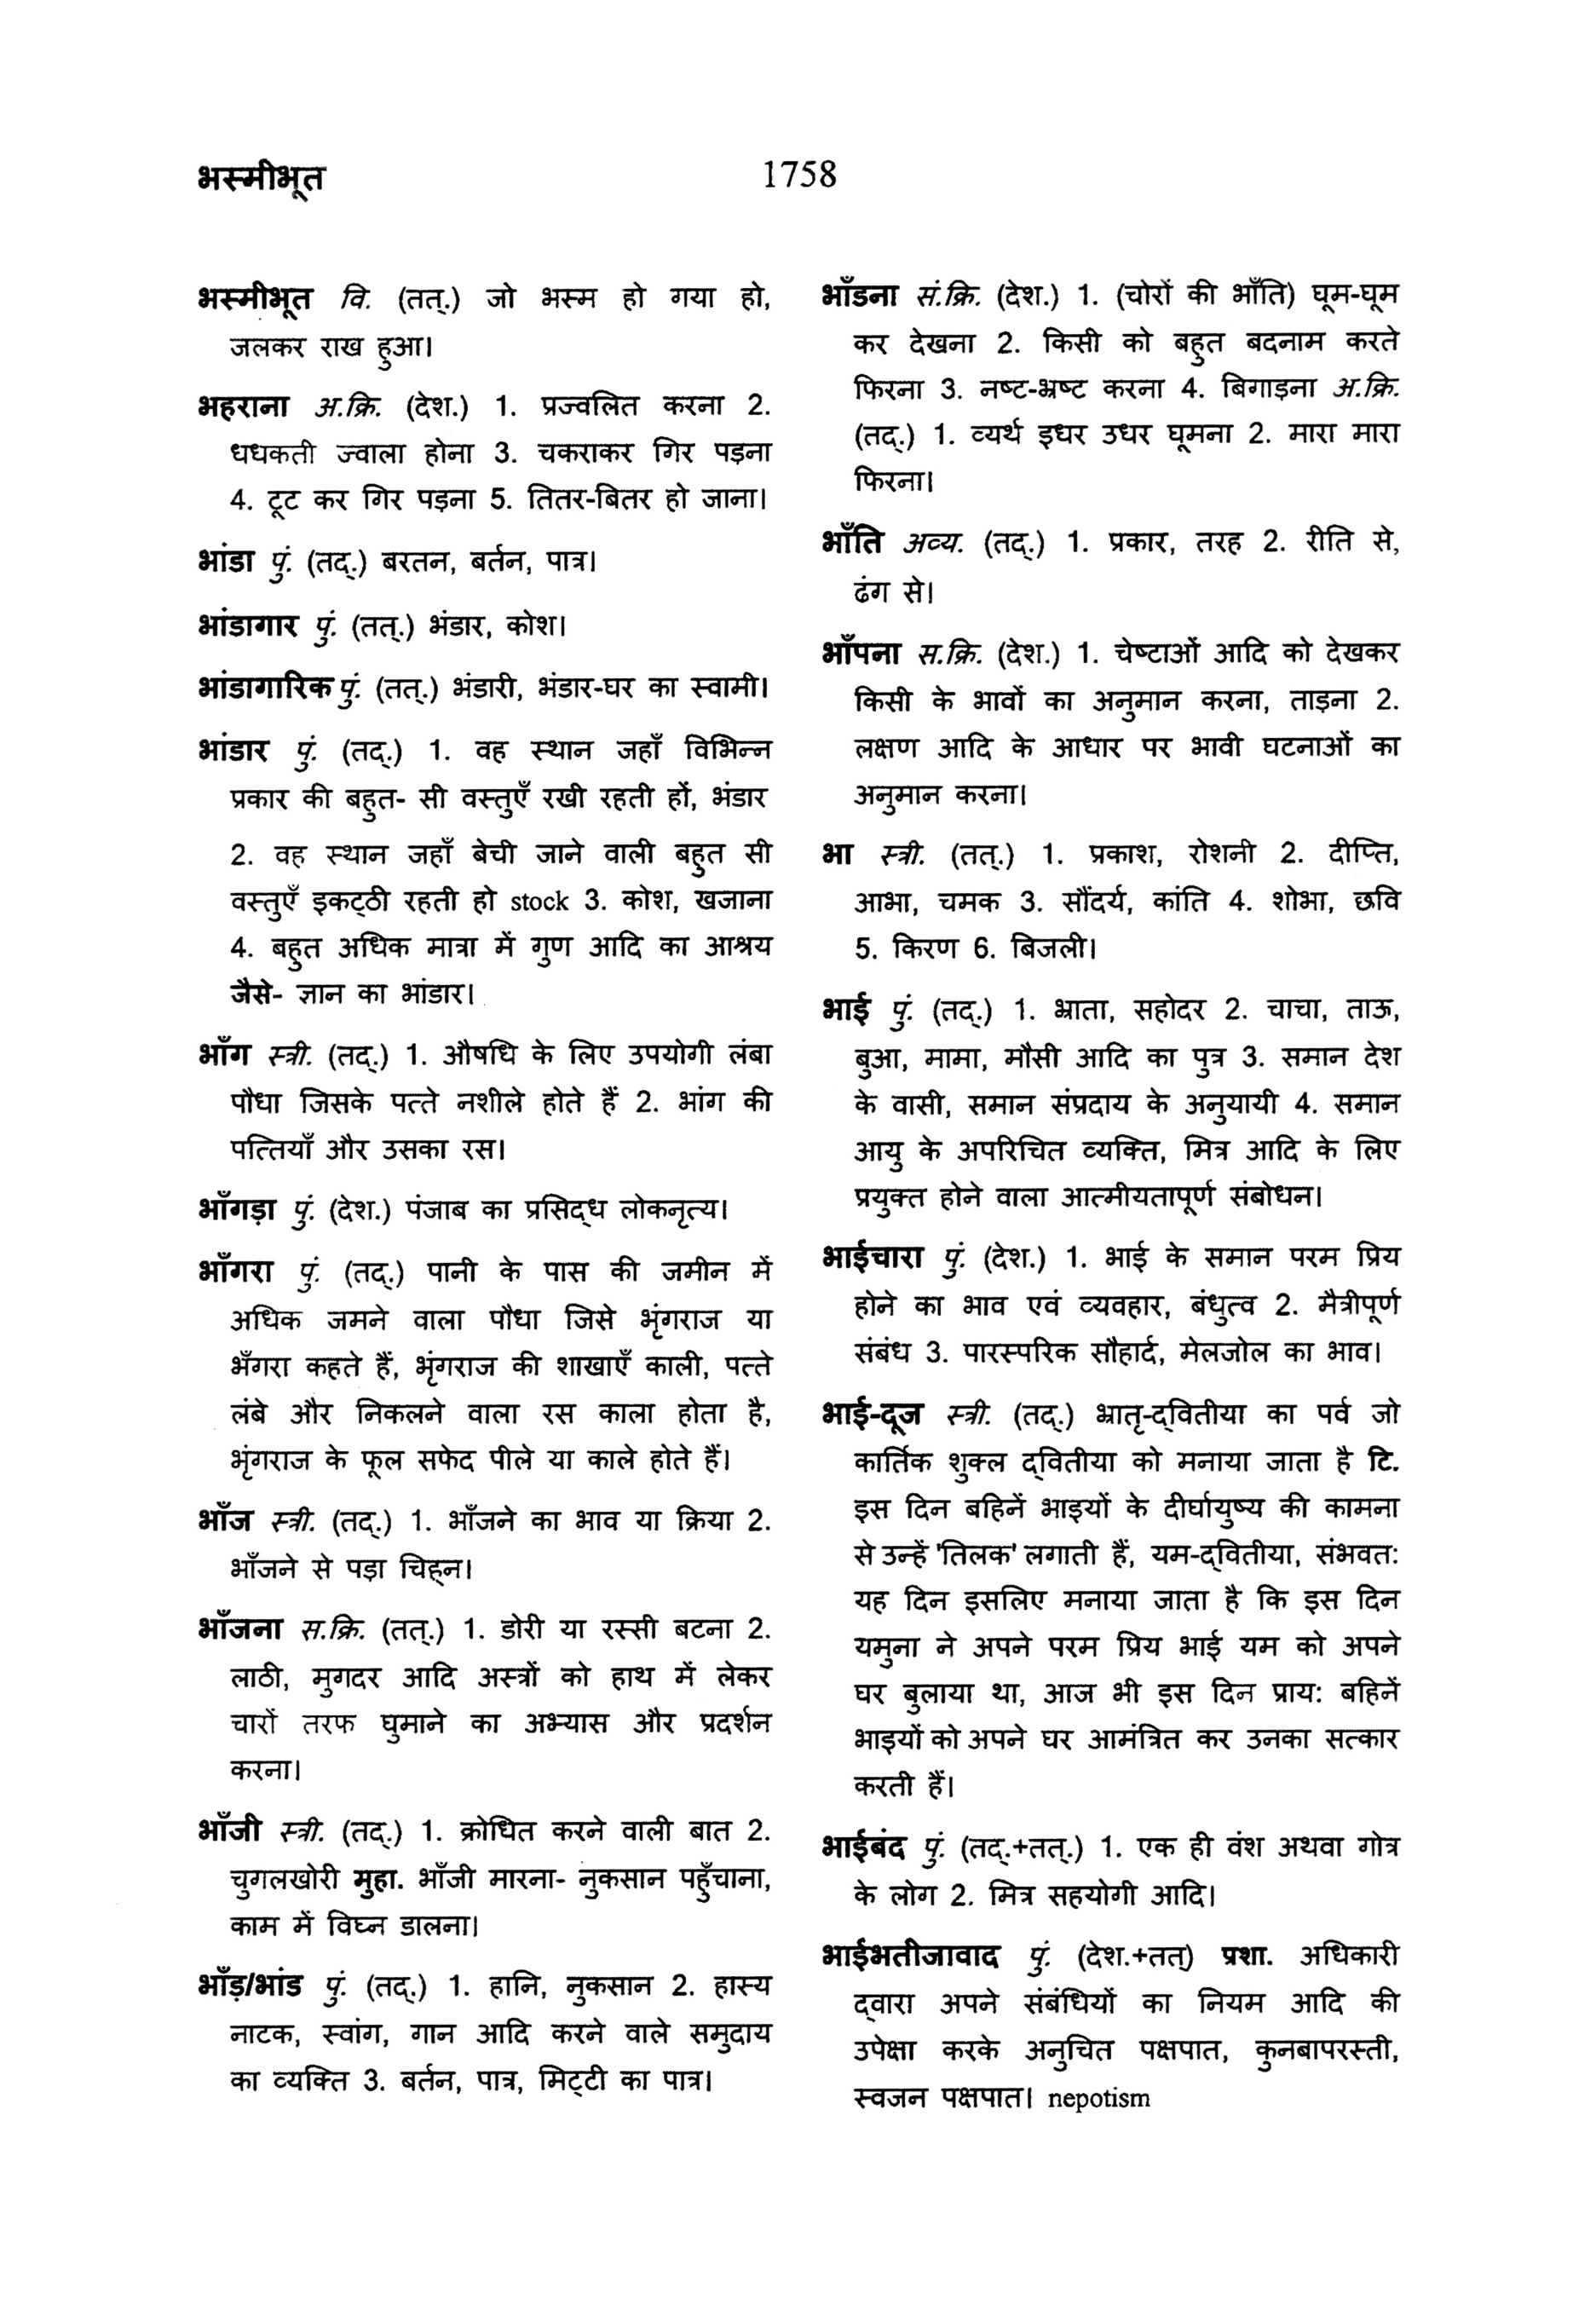 भस्मीभूत
1758
भस्मीभूत वि. (तत्.) जो भस्म हो गया हो,
जलकर राख हुआ।
भहराना अ.क्रि. (देश.) 1. प्रज्वलित करना 2.
धधकती ज्वाला होना 3. चकराकर गिर पड़ना
4. टूट कर गिर पड़ना 5. तितर-बितर हो जाना।
भांडा पुं. (तद्.) बरतन, बर्तन, पात्र।
भांडागार पुं. (तत्.) भंडार, कोश।
भांडागारिक पुं. (तत्.) भंडारी, भंडार-घर का स्वामी।
भांडार पुं. (तद्.) 1. वह स्थान जहाँ विभिन्न
प्रकार की बहुत- सी वस्तुएँ रखी रहती हों, भंडार
2. वह स्थान जहाँ बेची जाने वाली बहुत सी
वस्तुएँ इकट्ठी रहती हो stock 3. कोश, खजाना
4. बहुत अधिक मात्रा में गुण आदि का आश्रय
जैसे- ज्ञान का भांडार।
भाँग स्त्री. (तद्.) 1. औषधि के लिए उपयोगी लंबा
पौधा जिसके पत्ते नशीले होते हैं 2. भांग की
पत्तियाँ और उसका रस।
भाँगड़ा पुं. (देश.) पंजाब का प्रसिद्ध लोकनृत्य।
भाँगरा पुं. (तद्.) पानी के पास की जमीन में
अधिक जमने वाला पौधा जिसे भृंगराज या
भँगरा कहते हैं, भृंगराज की शाखाएँ काली, पत्ते
लंबे और निकलने वाला रस काला होता है,
भृंगराज के फूल सफेद पीले या काले होते हैं।
भाँज स्त्री. (तद्.) 1. भाँजने का भाव या क्रिया 2.
भाँजने से पड़ा चिह्न।
भाँजना स.क्रि. (तत्.) 1. डोरी या रस्सी बटना 2.
लाठी, मुगदर आदि अस्त्रों को हाथ में लेकर
चारों तरफ घुमाने का अभ्यास और प्रदर्शन
करना।
भाँजी स्त्री. (तद्.) 1. क्रोधित करने वाली बात 2.
चुगलखोरी मुहा. भाँजी मारना- नुकसान पहुँचाना,
काम में विघ्न डालना।
भाँड़/भांड पुं. (तद्.) 1. हानि, नुकसान 2. हास्य
नाटक, स्वांग, गान आदि करने वाले समुदाय
का व्यक्ति 3. बर्तन, पात्र, मिट्टी का पात्र।
भाँडना सं.क्रि. (देश.) 1. (चोरों की भाँति) घूम-घूम
कर देखना 2. किसी को बहुत बदनाम करते
फिरना 3. नष्ट-भ्रष्ट करना 4. बिगाड़ना अ.क्रि.
(तद्.) 1. व्यर्थ इधर उधर घूमना 2. मारा मारा
फिरना।
भाँति अव्य. (तद्.) 1. प्रकार, तरह 2. रीति से,
ढंग से।
भाँपना स.क्रि. (देश.) 1. चेष्टाओं आदि को देखकर
किसी के भावों का अनुमान करना, ताड़ना 2.
लक्षण आदि के आधार पर भावी घटनाओं का
अनुमान करना।
भा स्त्री. (तत्.) 1. प्रकाश, रोशनी 2. दीप्ति,
आभा, चमक 3. सौंदर्य, कांति 4. शोभा, छवि
5. किरण 6. बिजली।
भाई पुं. (तद्.) 1. भ्राता, सहोदर 2. चाचा, ताऊ,
बुआ, मामा, मौसी आदि का पुत्र 3. समान देश
के वासी, समान संप्रदाय के अनुयायी 4. समान
आयु के अपरिचित व्यक्ति, मित्र आदि के लिए
प्रयुक्त होने वाला आत्मीयतापूर्ण संबोधन।
भाईचारा पुं. (देश.) 1. भाई के समान परम प्रिय
होने का भाव एवं व्यवहार, बंधुत्व 2. मैत्रीपूर्ण
संबंध 3. पारस्परिक सौहार्द, मेलजोल का भाव।
भाई-दूज स्त्री. (तद्.) भ्रातृ-द्वितीया का पर्व जो
कार्तिक शुक्ल द्वितीया को मनाया जाता है टि.
इस दिन बहिनें भाइयों के दीर्घायुष्य की कामना
से उन्हें 'तिलक' लगाती हैं, यम-द्वितीया, संभवत:
यह दिन इसलिए मनाया जाता है कि इस दिन
यमुना ने अपने परम प्रिय भाई यम को अपने
घर बुलाया था, आज भी इस दिन प्राय: बहिनें
भाइयों को अपने घर आमंत्रित कर उनका सत्कार
करती हैं।
भाईबंद पुं. (तद्.+तत्.) 1. एक ही वंश अथवा गोत्र
के लोग 2. मित्र सहयोगी आदि।
भाईभतीजावाद पुं. (देश.+तत्) प्रशा. अधिकारी
द्वारा अपने संबंधियों का नियम आदि की
उपेक्षा करके अनुचित पक्षपात, कुनबापरस्ती,
स्वजन पक्षपात। nepotism